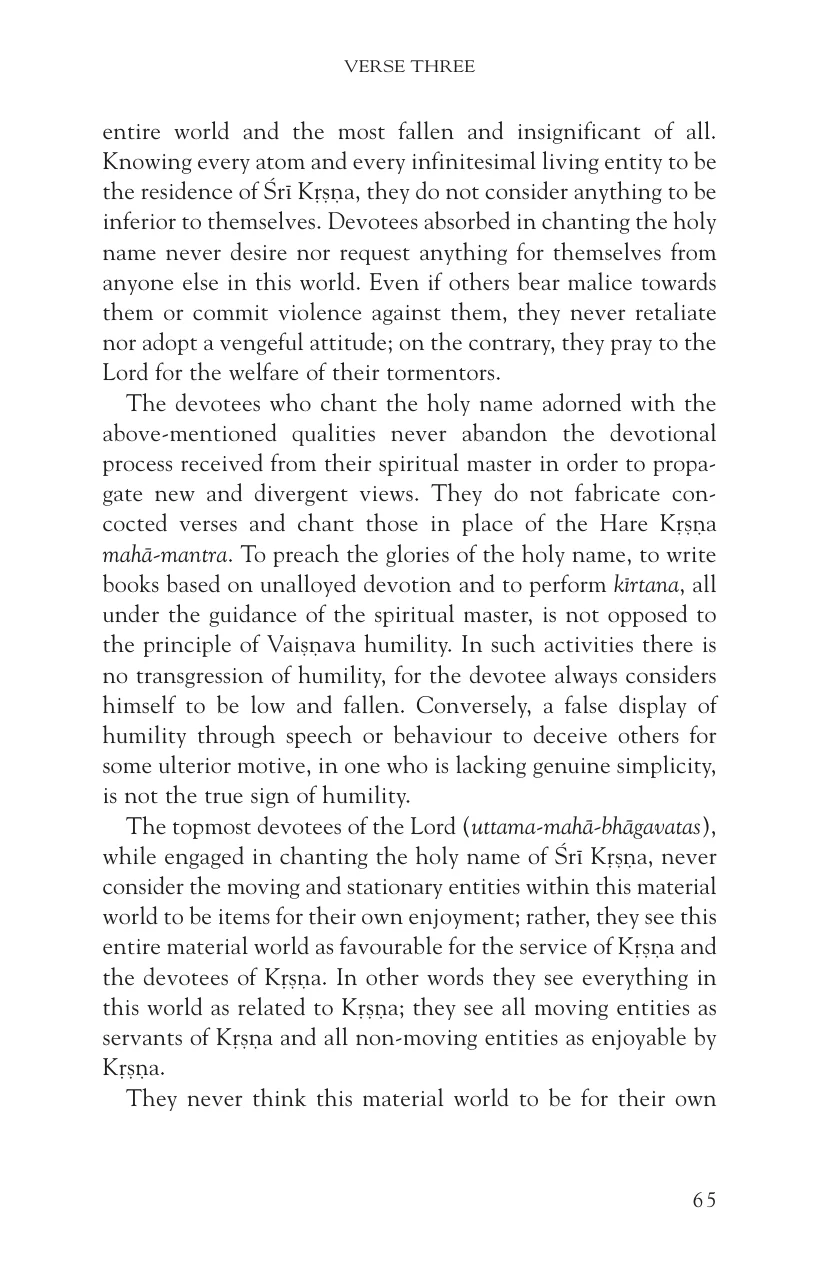 VERSE THREE
entire world and the most fallen and insignificant of all.
Knowing every atom and every infinitesimal living entity to be
the residence of Śrī Kṛṣṇa, they do not consider anything to be
inferior to themselves. Devotees absorbed in chanting the holy
name never desire nor request anything for themselves from
anyone else in this world. Even if others bear malice towards
them or commit violence against them, they never retaliate
nor adopt a vengeful attitude; on the contrary, they pray to the
Lord for the welfare of their tormentors.
The devotees who chant the holy name adorned with the
above-mentioned qualities never abandon the devotional
process received from their spiritual master in order to propa-
gate new and divergent views. They do not fabricate con-
cocted verses and chant those in place of the Hare Kṛṣṇa
mahā-mantra. To preach the glories of the holy name, to write
books based on unalloyed devotion and to perform kīrtana, all
under the guidance of the spiritual master, is not opposed to
the principle of Vaiṣṇava humility. In such activities there is
no transgression of humility, for the devotee always considers
himself to be low and fallen. Conversely, a false display of
humility through speech or behaviour to deceive others for
some ulterior motive, in one who is lacking genuine simplicity,
is not the true sign of humility.
The topmost devotees of the Lord (uttama-mahā-bhāgavatas),
while engaged in chanting the holy name of Śrī Kṛṣṇa, never
consider the moving and stationary entities within this material
world to be items for their own enjoyment; rather, they see this
entire material world as favourable for the service of Kṛṣṇa and
the devotees of Kṛṣṇa. In other words they see everything in
this world as related to Kṛṣṇa; they see all moving entities as
servants of Kṛṣṇa and all non-moving entities as enjoyable by
Kṛṣṇa.
They never think this material world to be for their own
65